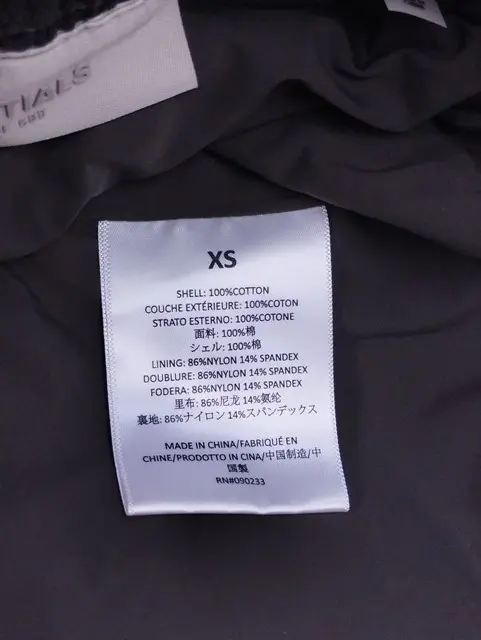 TIALS
XS
SHELL: 100%COTTON
COUCHE EXTÉRIEURE: 100%COTON
STRATO ESTERNO: 100%COTONE
面料: 100%棉
シェル: 100%棉
LINING: 86%NYLON 14% SPANDEX
DOUBLURE: 86%NYLON 14% SPANDEX
FODERA: 86%NYLON 14% SPANDEX
里布: 86%尼龙 14%氨纶
裏地: 86%ナイロン 14%スパンデックス
MADE IN CHINA/FABRIQUÉ EN
CHINE/PRODOTTO IN CINA/中国制造/中
国製
RN#090233